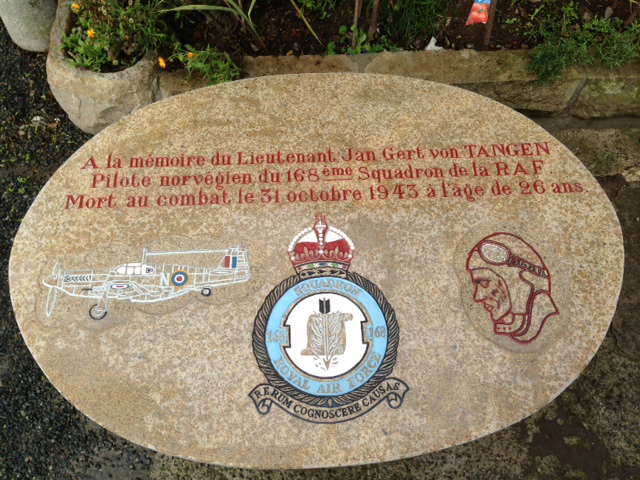 A la mémoire du Lieutenant Jan Gert von TANGEN
Pilote norvégien du 168ème Squadron de la RAF
Mort au combat le 31 octobre 1943 à l'âge de 26 ans
N
SQUADRON
168 168
ROYAL AIR FORCE
RERUM COGNOSCERE CAUSAS